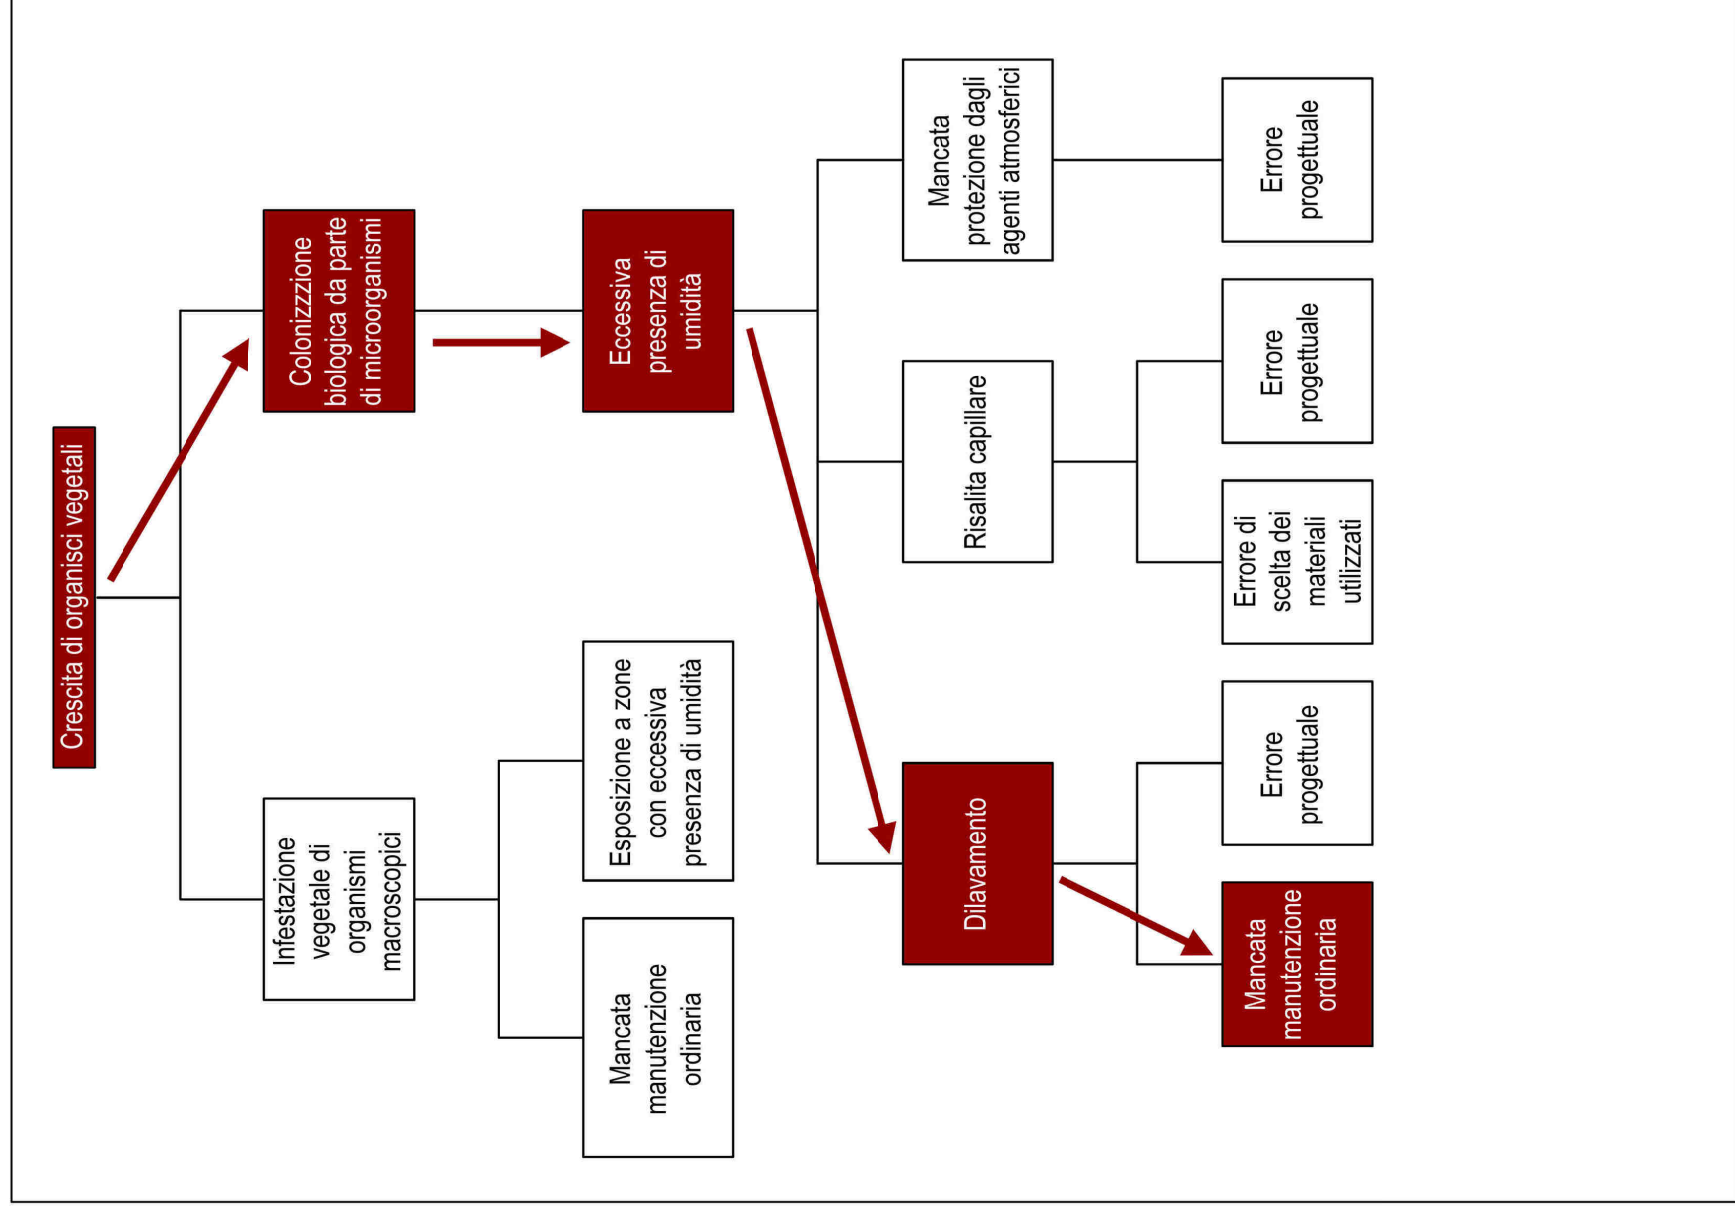 Crescita di organisci vegetali
Infestazione
vegetale di
organismi
macroscopici
Colonizzzione
biologica da parte
di microorganismi
Mancata
manutenzione
ordinaria
Esposizione a zone
con eccessiva
presenza di umidità
Eccessiva
presenza di
umidità
Dilavamento
Risalita capillare
Mancata
protezione dagli
agenti atmosferici
Mancata
manutenzione
ordinaria
Errore
progettuale
Errore di
scelta dei
materiali
utilizzati
Errore
progettuale
Errore
progettuale